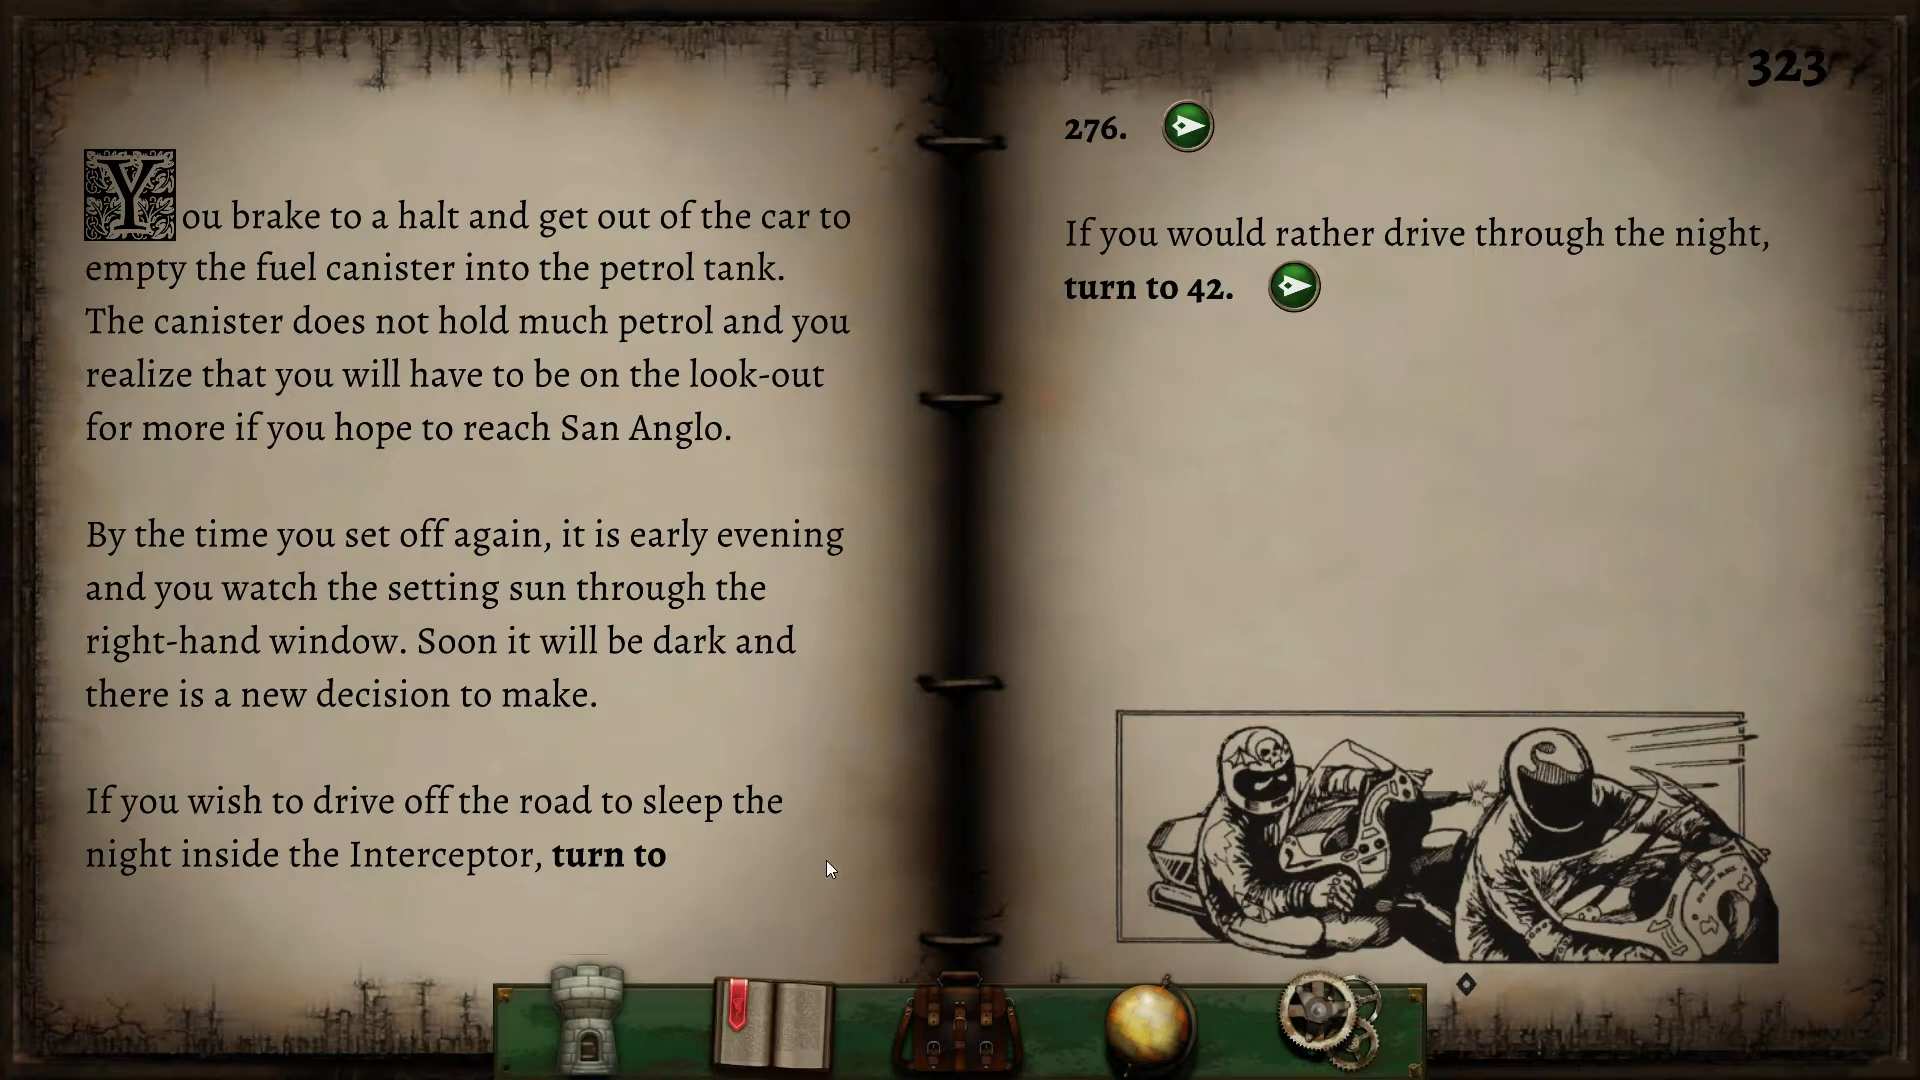 323
You brake to a halt and get out of the car to
empty the fuel canister into the petrol tank.
The canister does not hold much petrol and you
realize that you will have to be on the look-out
for more if you hope to reach San Anglo.
By the time you set off again, it is early evening
and you watch the setting sun through the
right-hand window. Soon it will be dark and
there is a new decision to make.
If you wish to drive off the road to sleep the
night inside the Interceptor, turn to
276.
If you would rather drive through the night,
turn to 42.